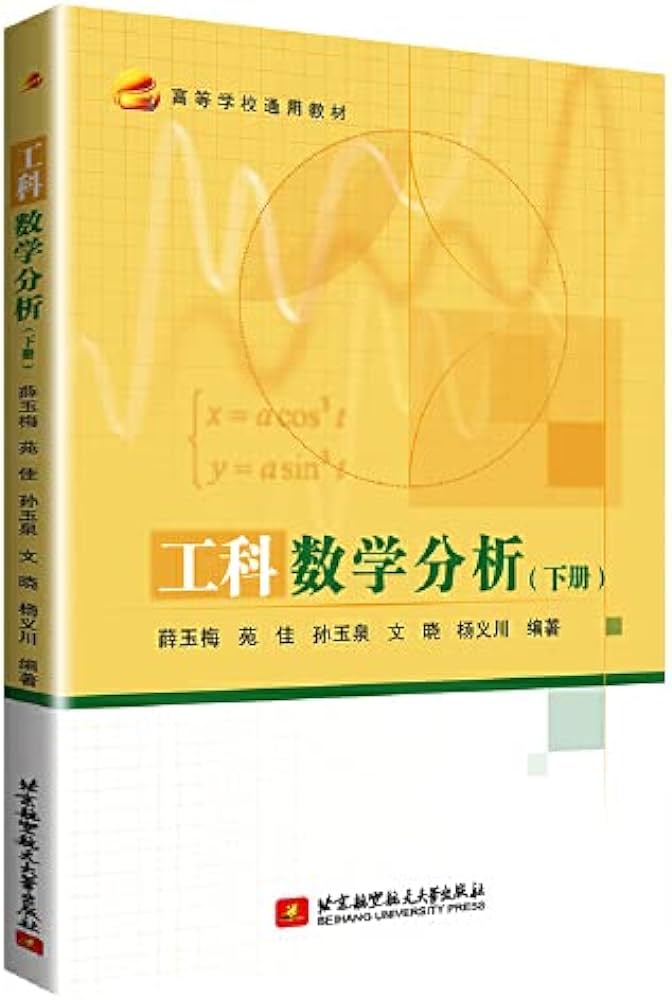 高等学校通用教材
x = a cos³ t
y = a sin³ t
工科数学分析(下册)
薛玉梅 苑佳 孙玉泉 文晓 杨义川 编著
北京航空航天大学出版社
BEIHANG UNIVERSITY PRESS
工科数学分析(下册)
薛玉梅 苑佳 孙玉泉 文晓 杨义川 编著
北京航空航天大学出版社